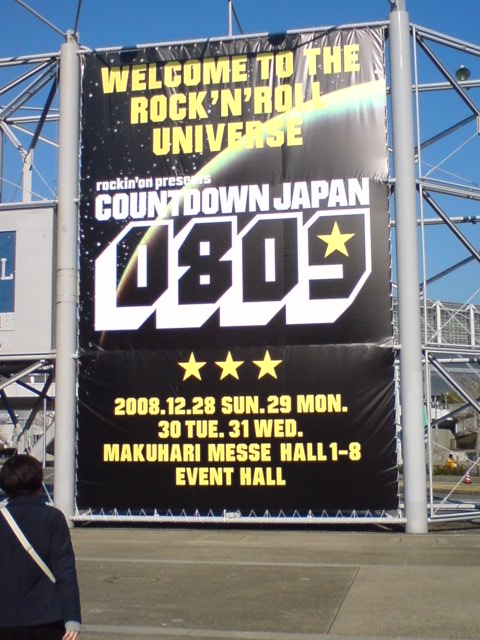 WELCOME TO THE
ROCK'N'ROLL
UNIVERSE
rockin'on presents
COUNTDOWN JAPAN
0809
2008.12.28 SUN.29 MON.
30 TUE. 31 WED.
MAKUHARI MESSE HALL 1-8
EVENT HALL
L